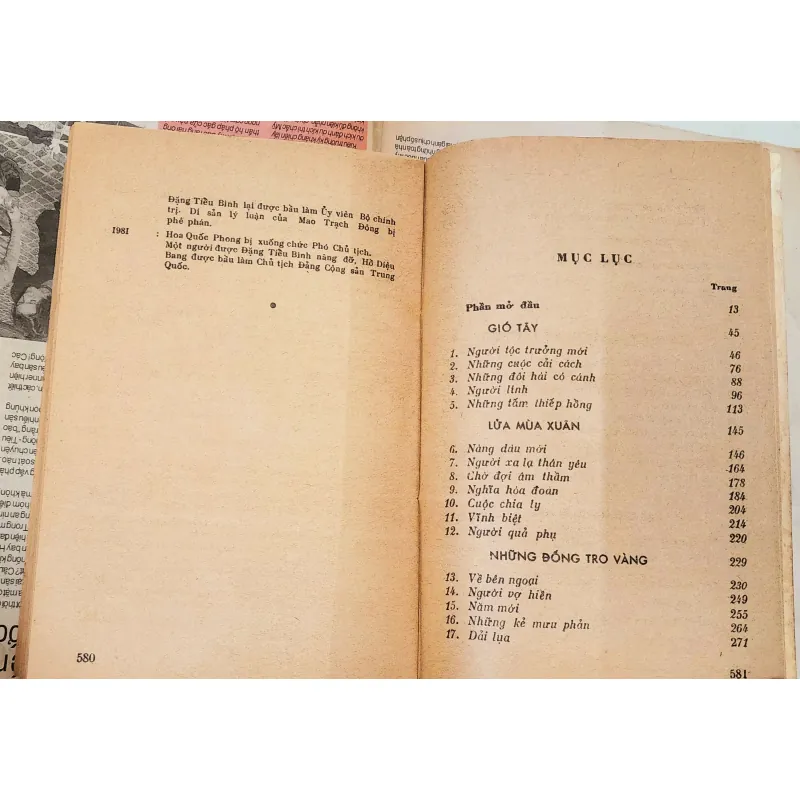 Đặng Tiểu Bình lại được bầu làm Ủy viên Bộ chính
trị. Di sản lý luận của Mao Trạch Đông bị
phê phán.
1981 : Hoa Quốc Phong bị xuống chức Phó Chủ tịch.
Một người được Đặng Tiểu Bình nâng đỡ, Hồ Diệu
Bang được bầu làm Chủ tịch Đảng Cộng sản Trung
Quốc.
580
MỤC LỤC
Trang
Phần mở đầu 13
GIÓ TÂY 45
1. Người tộc trưởng mới 46
2. Những cuộc cải cách 76
3. Những đôi hài có cánh 88
4. Người lính 96
5. Những tấm thiếp hồng 113
LỬA MÙA XUÂN 145
6. Nàng dâu mới 146
7. Người xa lạ thân yêu 164
8. Chờ đợi âm thầm 178
9. Nghĩa hòa đoan 184
10. Cuộc chia ly 204
11. Vĩnh biệt 214
12. Người quả phụ 220
NHỮNG ĐỐNG TRO VÀNG 229
13. Về bên ngoại 230
14. Người vợ hiền 249
15. Năm mới 255
16. Những kẻ mưu phản 264
17. Dải lụa 271
581